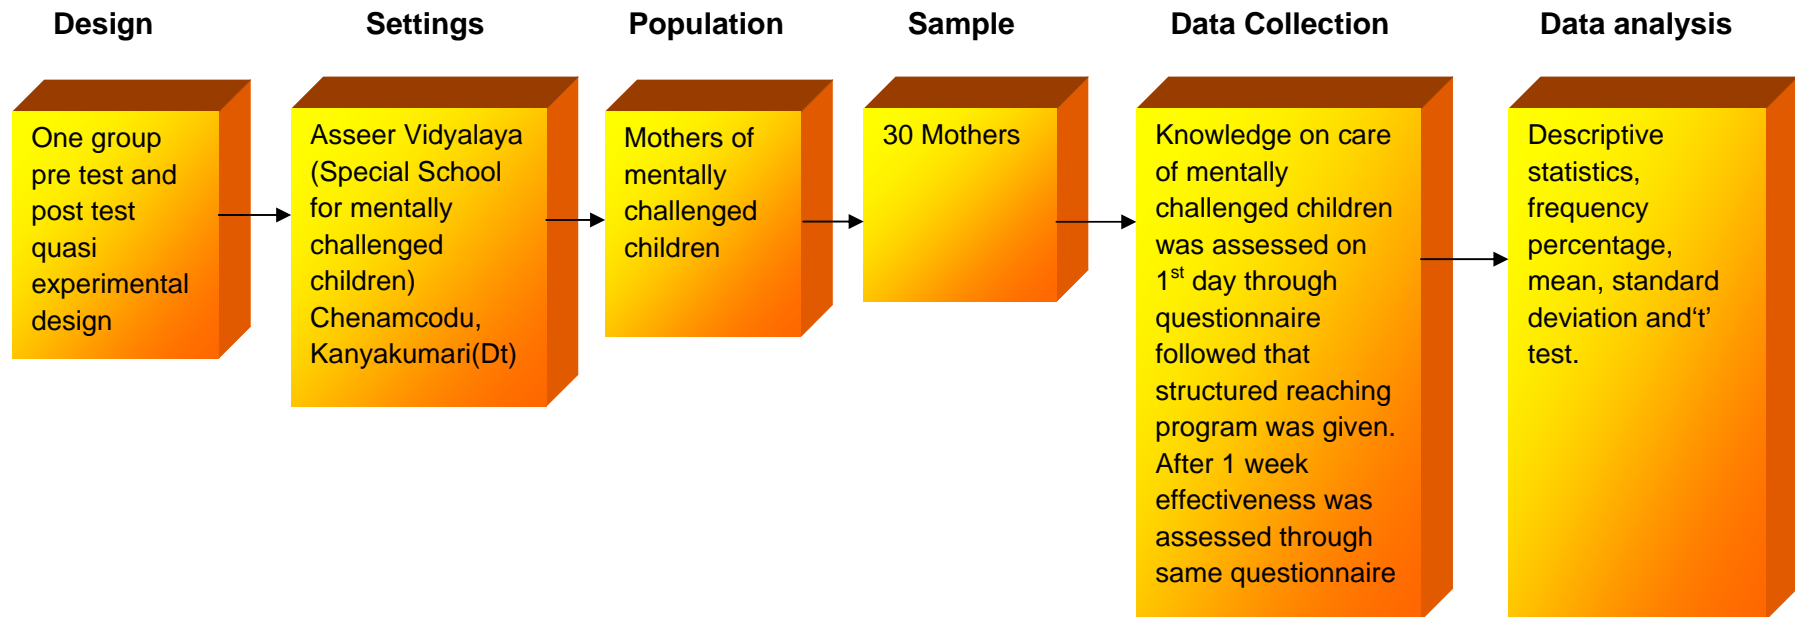 Design
Settings
Population
Sample
Data Collection
Data analysis
One group
pre test and
post test
quasi
experimental
design
Asseer Vidyalaya
(Special School
for mentally
challenged
children)
Chenamcodu,
Kanyakumari(Dt)
Mothers of
mentally
challenged
children
30 Mothers
Knowledge on care
of mentally
challenged children
was assessed on
1st day through
questionnaire
followed that
structured reaching
program was given.
After 1 week
effectiveness was
assessed through
same questionnaire
Descriptive
statistics,
frequency
percentage,
mean, standard
deviation and‘t’
test.